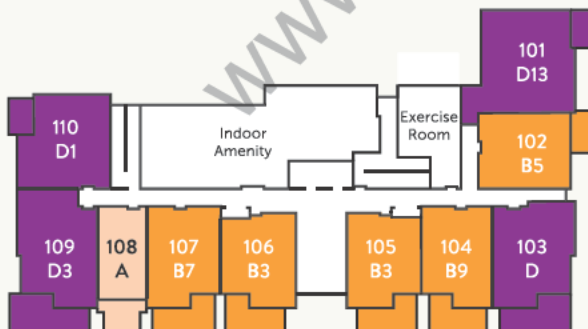 WWW
101
D13
110
D1
Indoor
Amenity
Exercise
Room
102
B5
109
D3
108
A
107
B7
106
B3
105
B3
104
B9
103
D